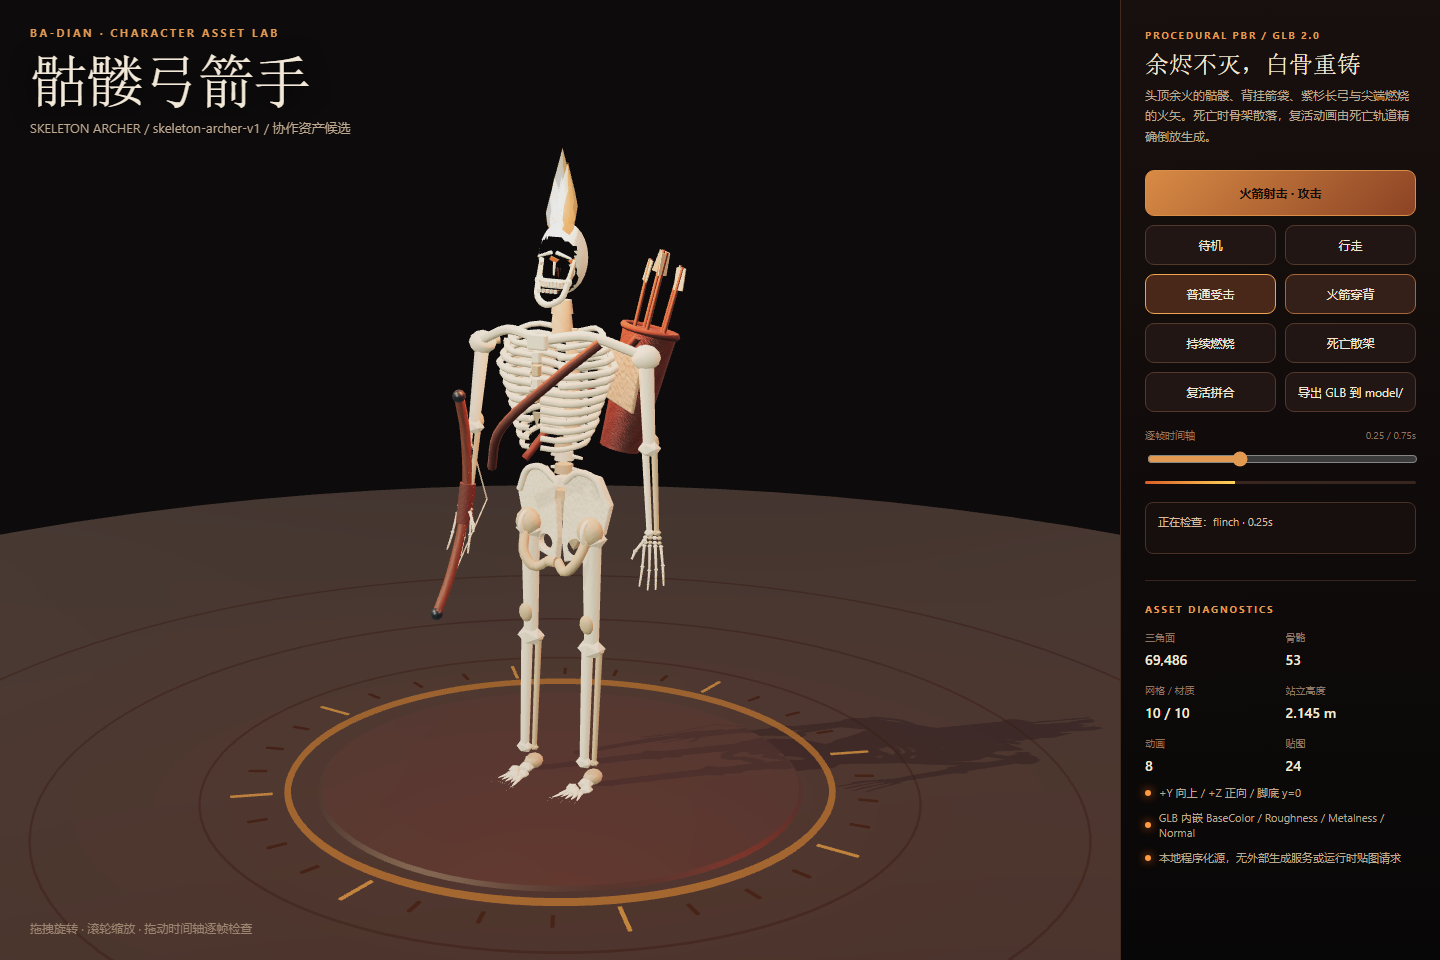 BA-DIAN · CHARACTER ASSET LAB
骷髅弓箭手
SKELETON ARCHER / skeleton-archer-v1 / 协作资产候选
拖拽旋转 · 滚轮缩放 · 拖动时间轴逐帧检查
PROCEDURAL PBR / GLB 2.0
余烬不灭，白骨重铸
头顶余火的骷髅、背挂箭袋、紫杉长弓与尖端燃烧
的火矢。死亡时骨架散落，复活动画由死亡轨道精
确倒放生成。
火箭射击 · 攻击
待机
行走
普通受击
火箭穿背
持续燃烧
死亡散架
复活拼合
导出 GLB 到 model/
逐帧时间轴
0.25 / 0.75s
正在检查：flinch · 0.25s
ASSET DIAGNOSTICS
三角面
骨骼
69,486
53
网格 / 材质
站立高度
10 / 10
2.145 m
动画
贴图
8
24
+Y 向上 / +Z 正向 / 脚底 y=0
GLB 内嵌 BaseColor / Roughness / Metalness /
Normal
本地程序化源，无外部生成服务或运行时贴图请求